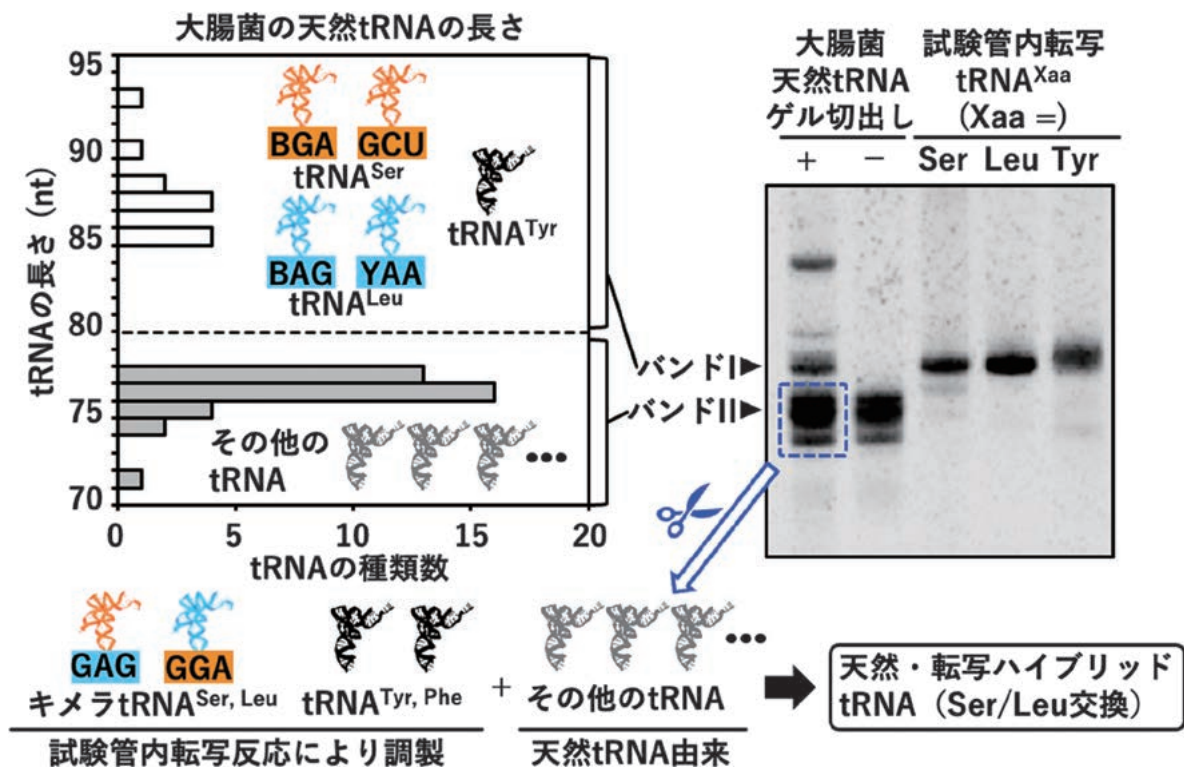 大腸菌の天然tRNAの長さ
tRNAの長さ (nt)
95
90
85
80
75
70
BGA GCU
tRNASer
BAG YAA
tRNALeu
tRNATyr
その他の
tRNA
•••
0 5 10 15 20
tRNAの種類数
大腸菌
天然tRNA
ゲル切出し
+ −
試験管内転写
tRNAXaa
(Xaa =)
Ser Leu Tyr
バンドI▶
バンドII▶
GAG GGA
キメラtRNASer, Leu
tRNATyr, Phe
試験管内転写反応により調製
+
•••
その他のtRNA
天然tRNA由来
天然・転写ハイブリッド
tRNA(Ser/Leu交換)